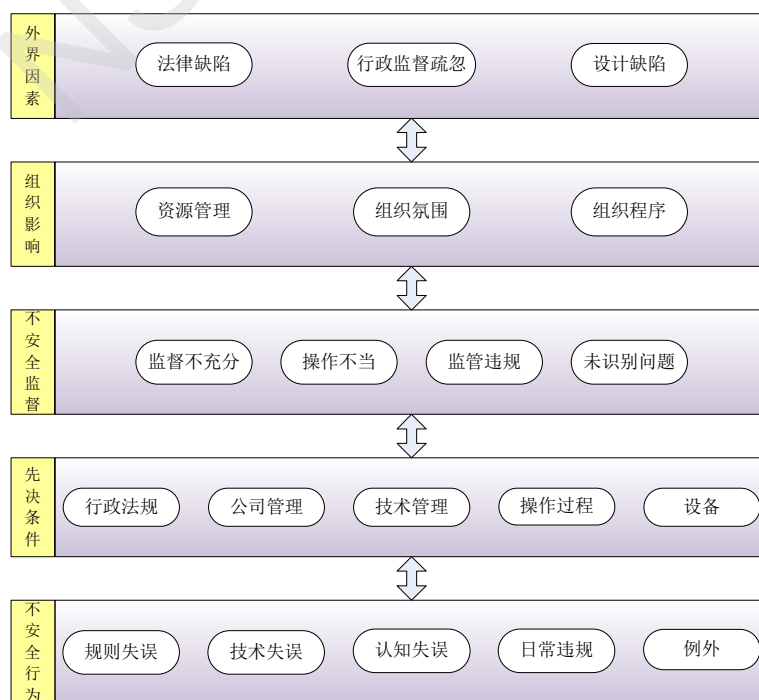 外界因素
法律缺陷
行政监督疏忽
设计缺陷
组织影响
资源管理
组织氛围
组织程序
不安全监督
监督不充分
操作不当
监管违规
未识别问题
先决条件
行政法规
公司管理
技术管理
操作过程
设备
不安全行为
规则失误
技术失误
认知失误
日常违规
例外